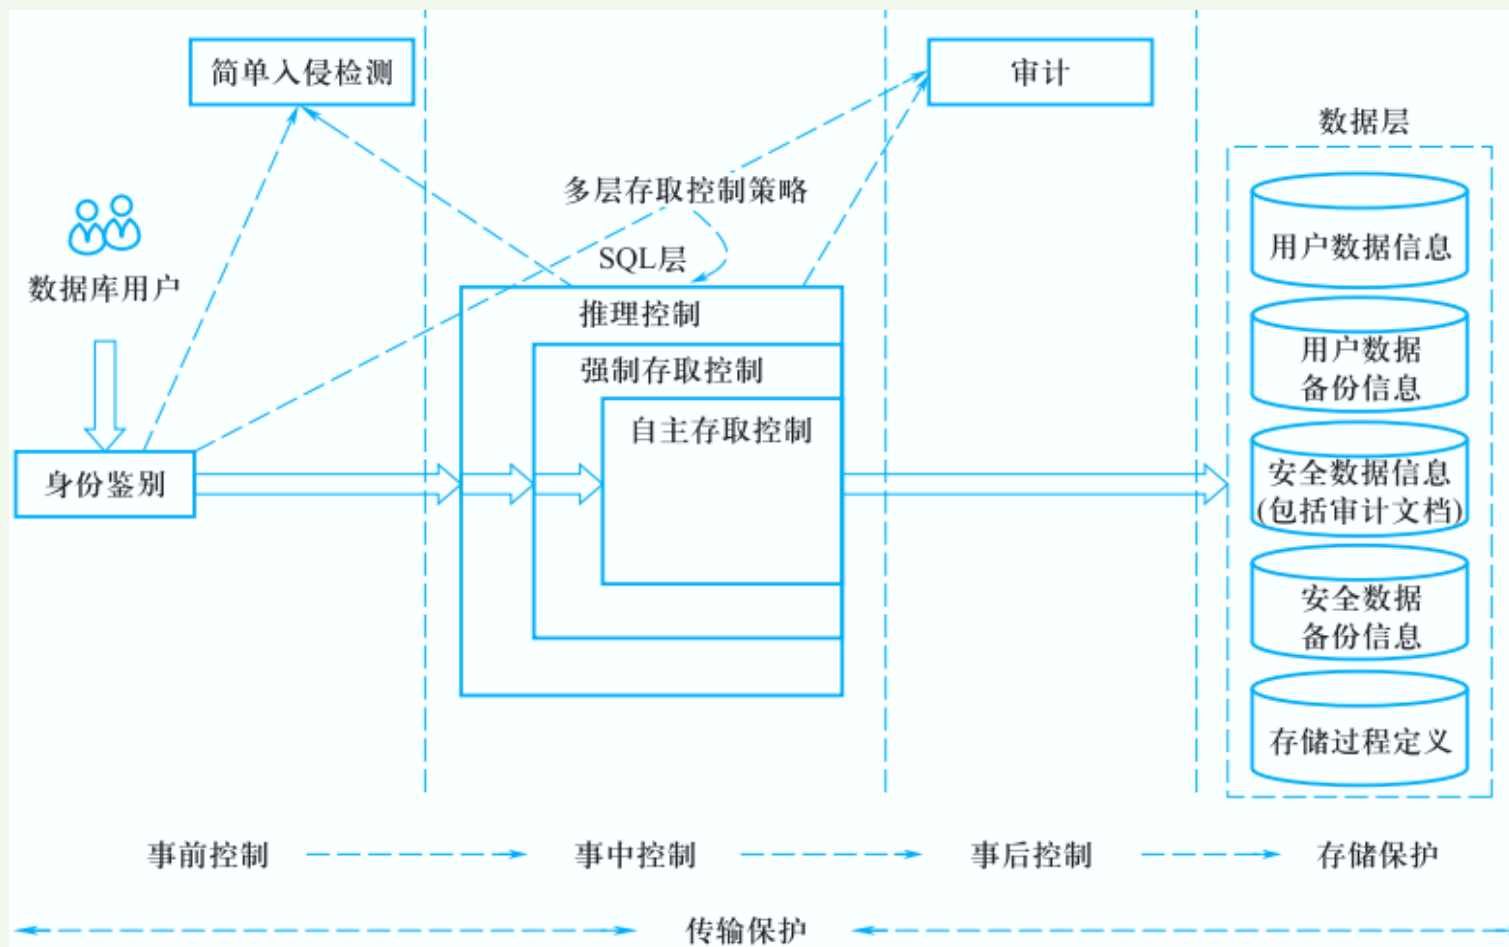 简单入侵检测
审计
数据层
多层存取控制策略
用户数据信息
SQL层
数据库用户
推理控制
用户数据
备份信息
强制存取控制
自主存取控制
身份鉴别
安全数据信息
(包括审计文档)
安全数据
备份信息
存储过程定义
事前控制
事中控制
事后控制
存储保护
传输保护